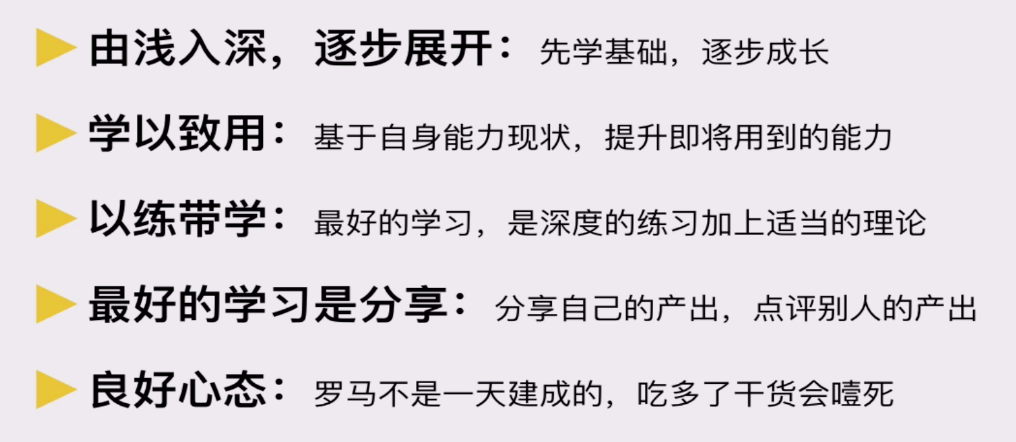 由浅入深，逐步展开：先学基础，逐步成长
学以致用：基于自身能力现状，提升即将用到的能力
以练带学：最好的学习，是深度的练习加上适当的理论
最好的学习是分享：分享自己的产出，点评别人的产出
良好心态：罗马不是一天建成的，吃多了干货会噎死